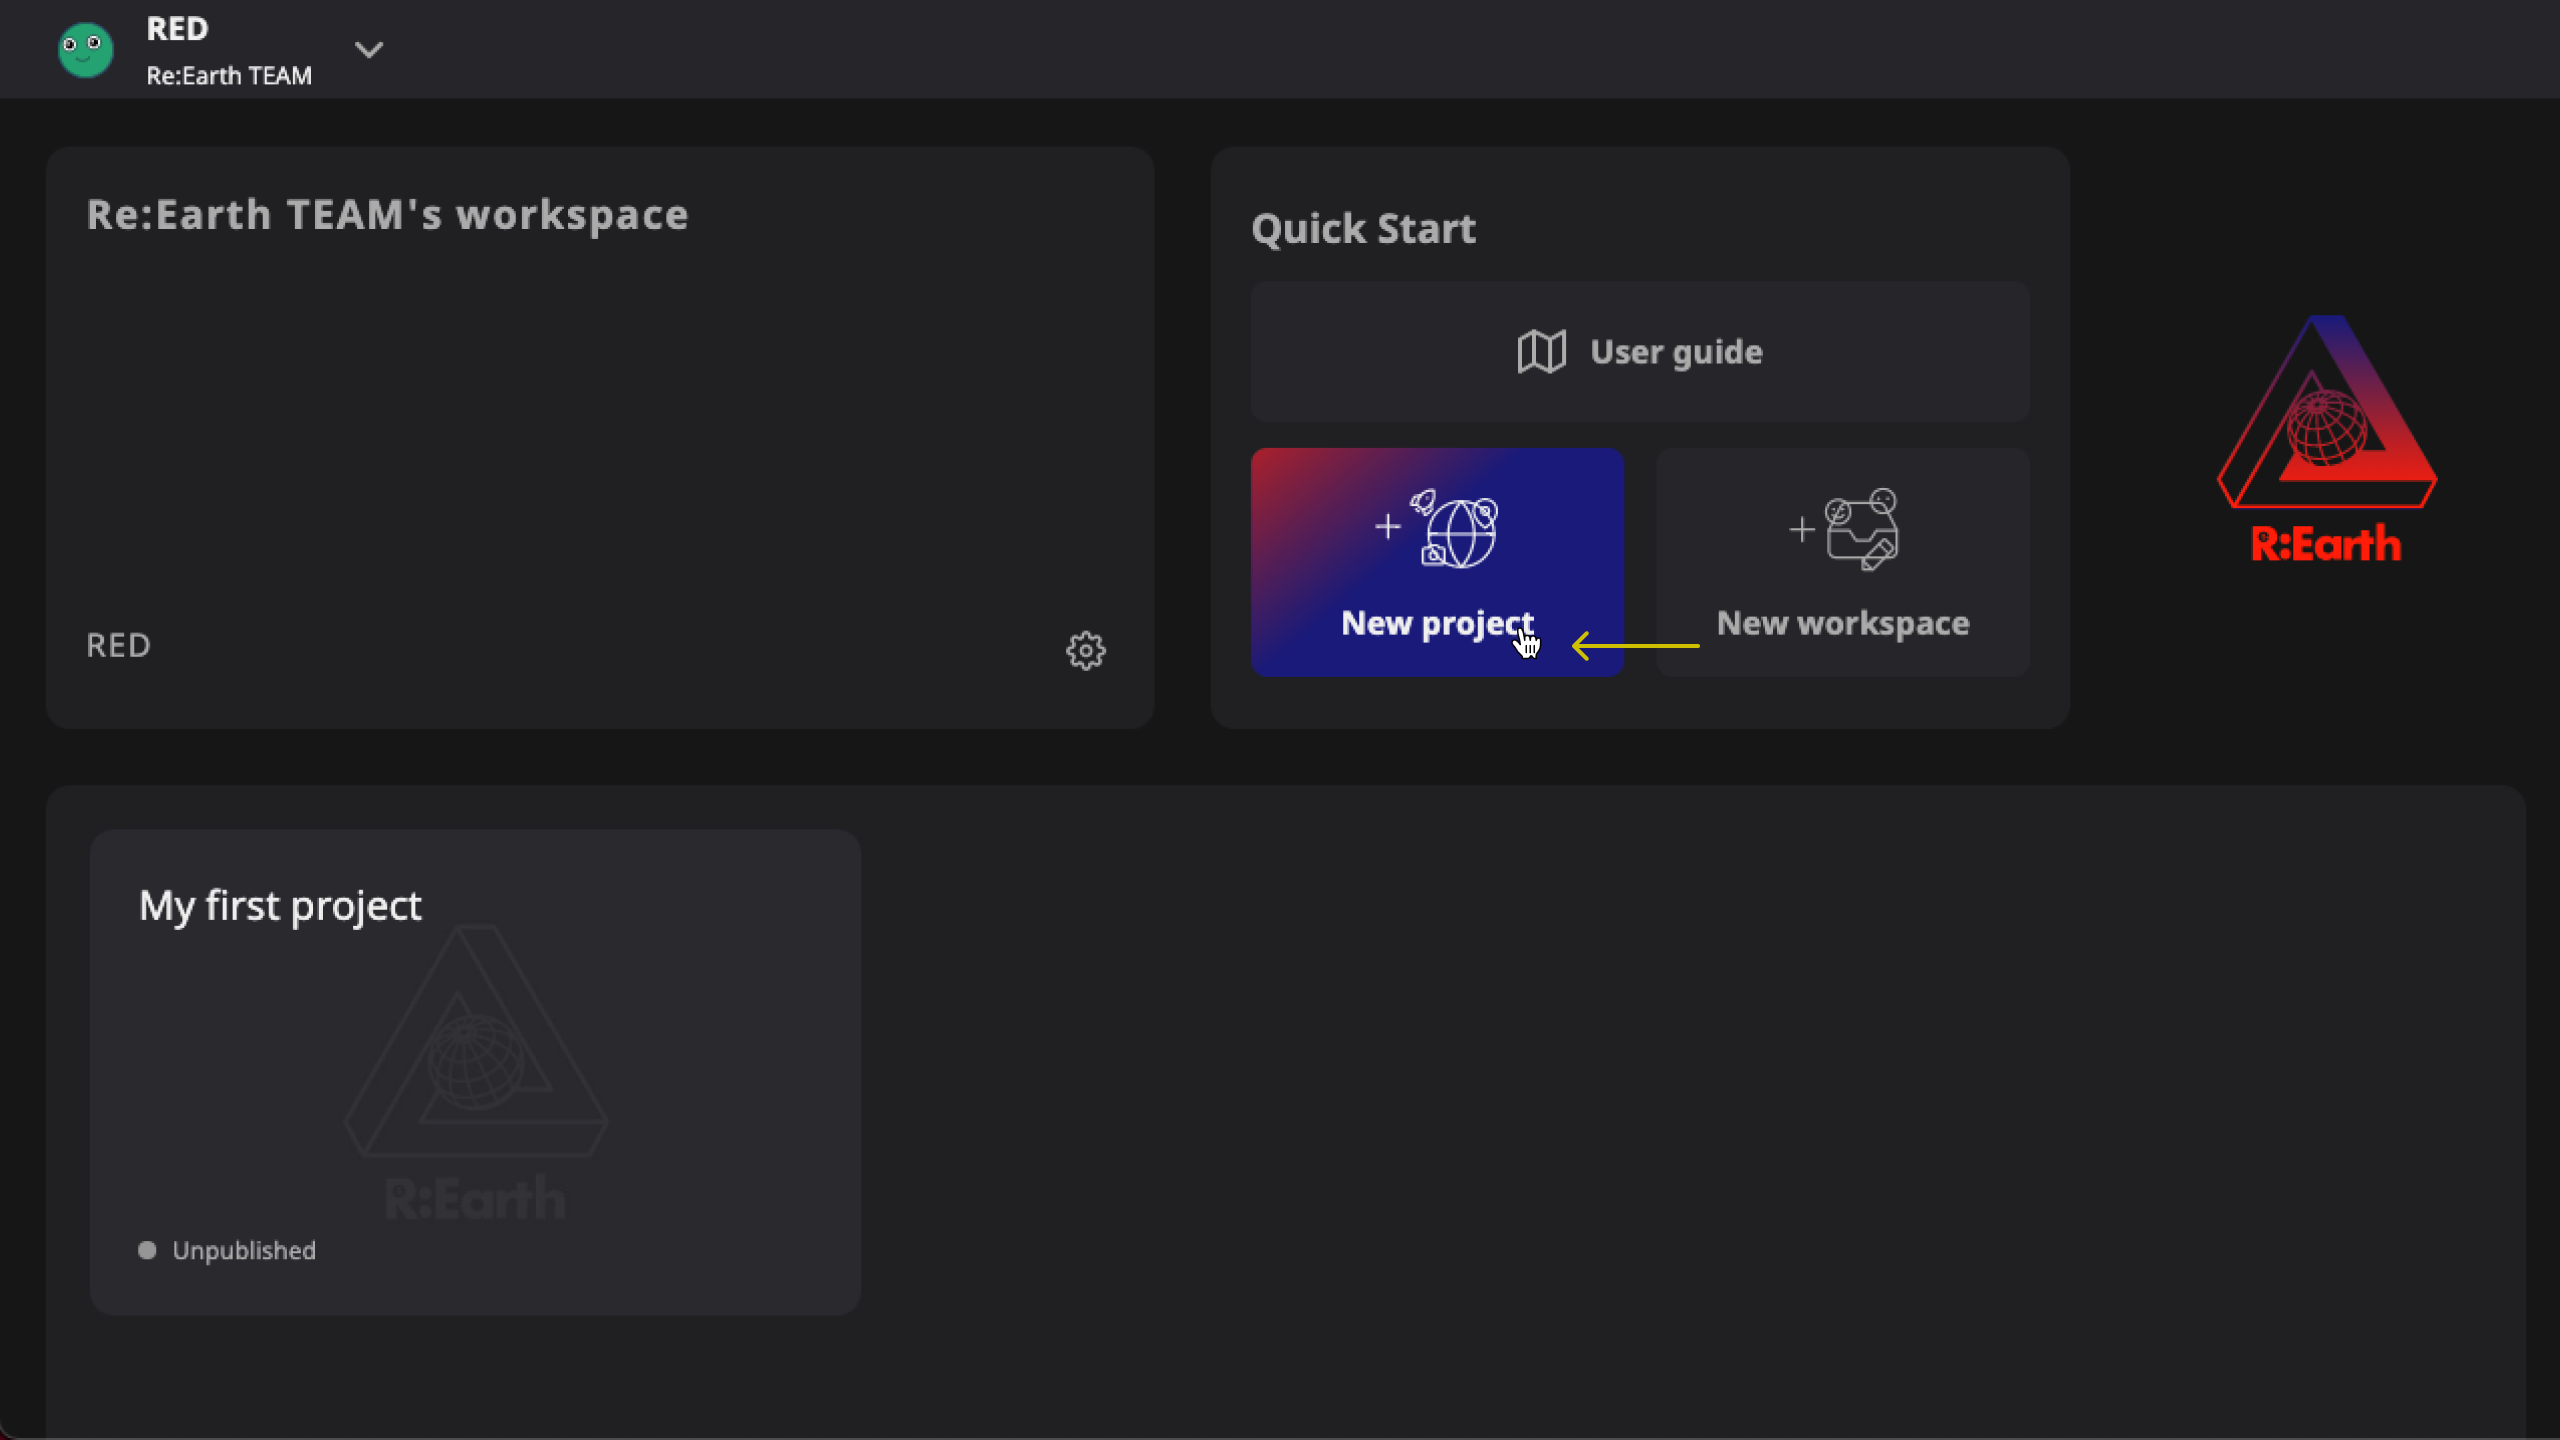 RED
Re:Earth TEAM
Re:Earth TEAM's workspace
RED
Quick Start
User guide
New project
New workspace
R:Earth
My first project
R:Earth
Unpublished